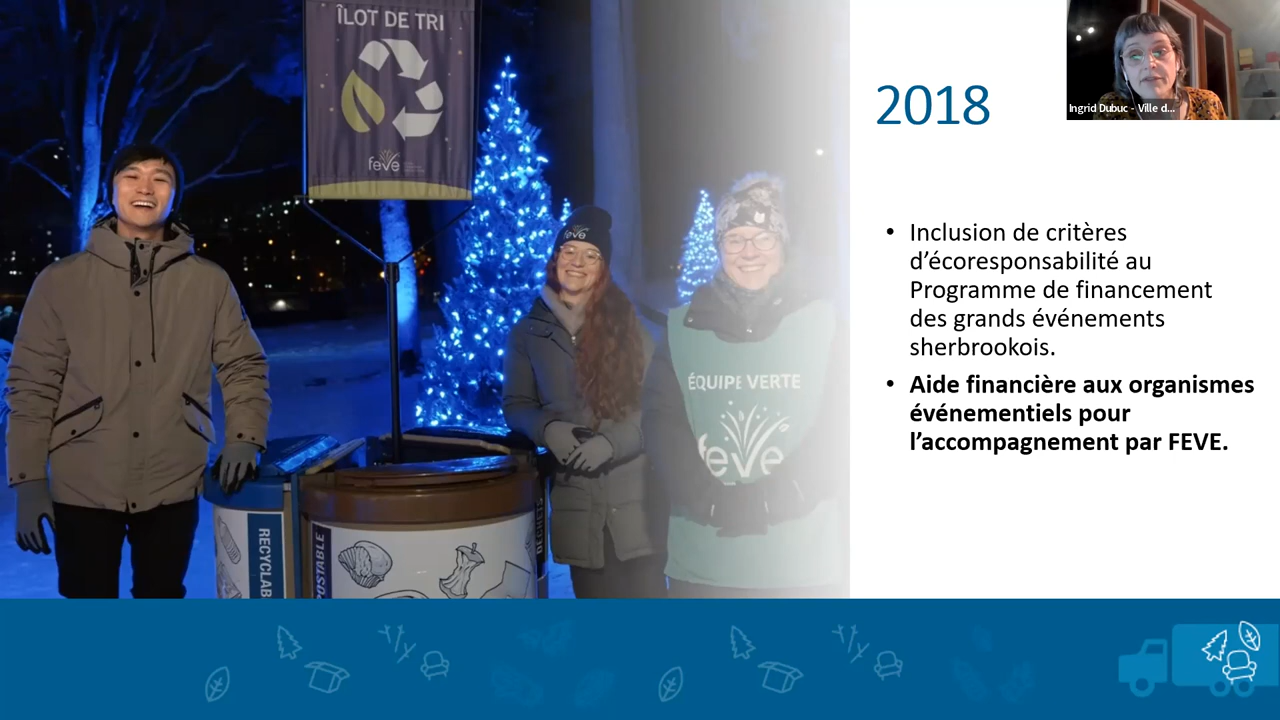 ÎLOT DE TRI
feve
feve
ÉQUIPE VERTE
feve
RECYCLAB
POSTABLE
DÉCHETS
2018
Ingrid Dubuc - Ville d...
• Inclusion de critères
d'écoresponsabilité au
Programme de financement
des grands événements
sherbrookois.
• Aide financière aux organismes
événementiels pour
l'accompagnement par FEVE.